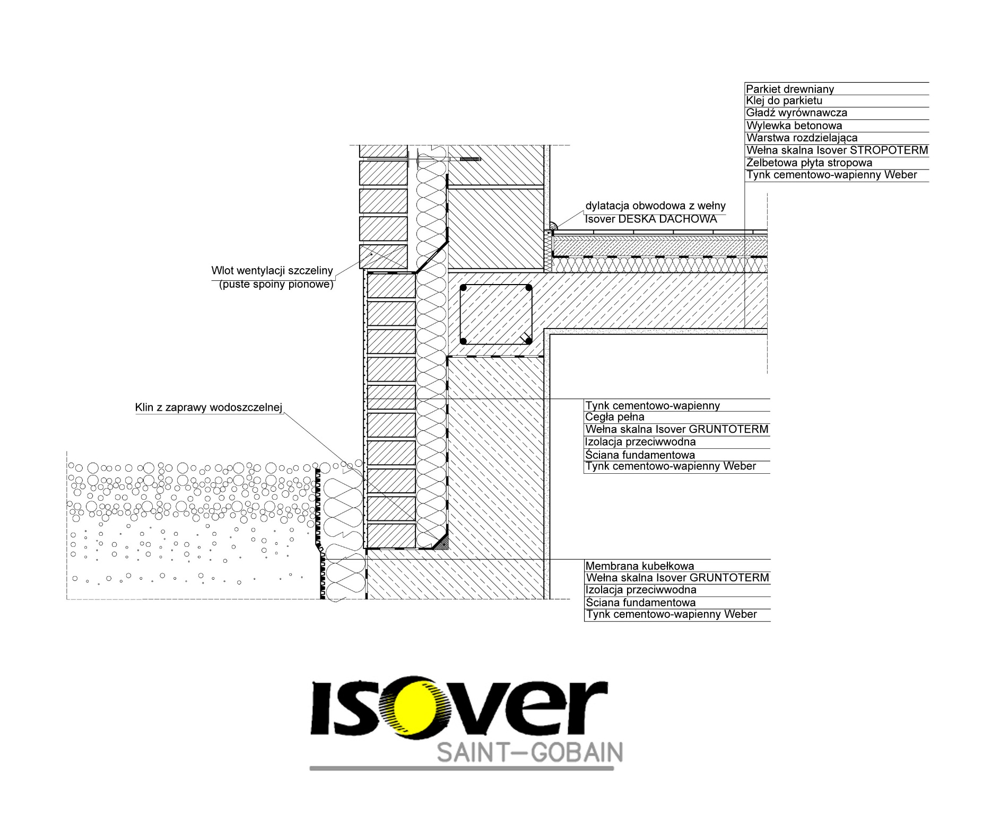 Parkiet drewniany
Klej do parkietu
Gładź wyrównawcza
Wylewka betonowa
Warstwa rozdzielająca
Wełna skalna Isover STROPOTERM
Żelbetowa płyta stropowa
Tynk cementowo-wapienny Weber
dylatacja obwodowa z wełny
Isover DESKA DACHOWA
Wlot wentylacji szczeliny
(puste spoiny pionowe)
Klin z zaprawy wodoszczelnej
Tynk cementowo-wapienny
Cegła pełna
Wełna skalna Isover GRUNTOTERM
Izolacja przeciwwodna
Ściana fundamentowa
Tynk cementowo-wapienny Weber
Membrana kubełkowa
Wełna skalna Isover GRUNTOTERM
Izolacja przeciwwodna
Ściana fundamentowa
Tynk cementowo-wapienny Weber
isover
SAINT-GOBAIN